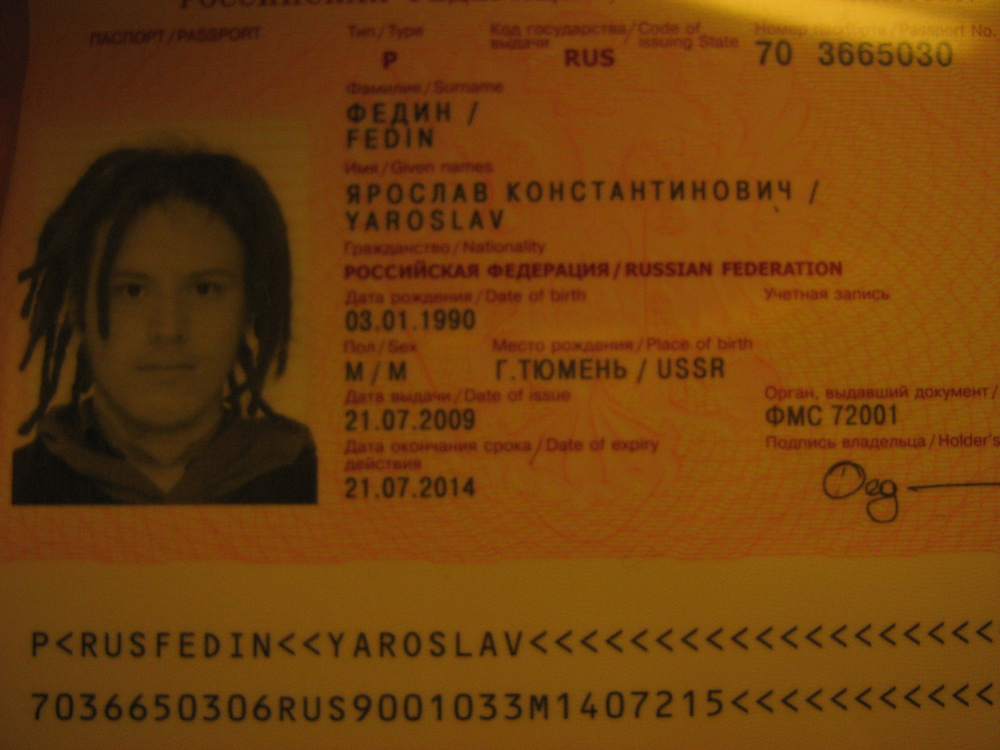 ПАСПОРТ / PASSPORT
Тип / Type
Код государства / Code of
выдачи issuing State
Номер паспорта / Passport No.
P
RUS
70 3665030
Фамилия / Surname
ФЕДИН /
FEDIN
Имя / Given names
ЯРОСЛАВ КОНСТАНТИНОВИЧ /
YAROSLAV
Гражданство / Nationality
РОССИЙСКАЯ ФЕДЕРАЦИЯ / RUSSIAN FEDERATION
Дата рождения / Date of birth
Учетная запись
03.01.1990
Пол / Sex
Место рождения / Place of birth
М / M
Г.ТЮМЕНЬ / USSR
Дата выдачи / Date of issue
Орган, выдавший документ /
21.07.2009
ФМС 72001
Дата окончания срока / Date of expiry
действия
Подпись владельца / Holder's
21.07.2014
P<RUSFEDIN<<YAROSLAV<<<<<<<<<<<<<<<<<<<
7036650306RUS9001033M1407215<<<<<<<<<<<